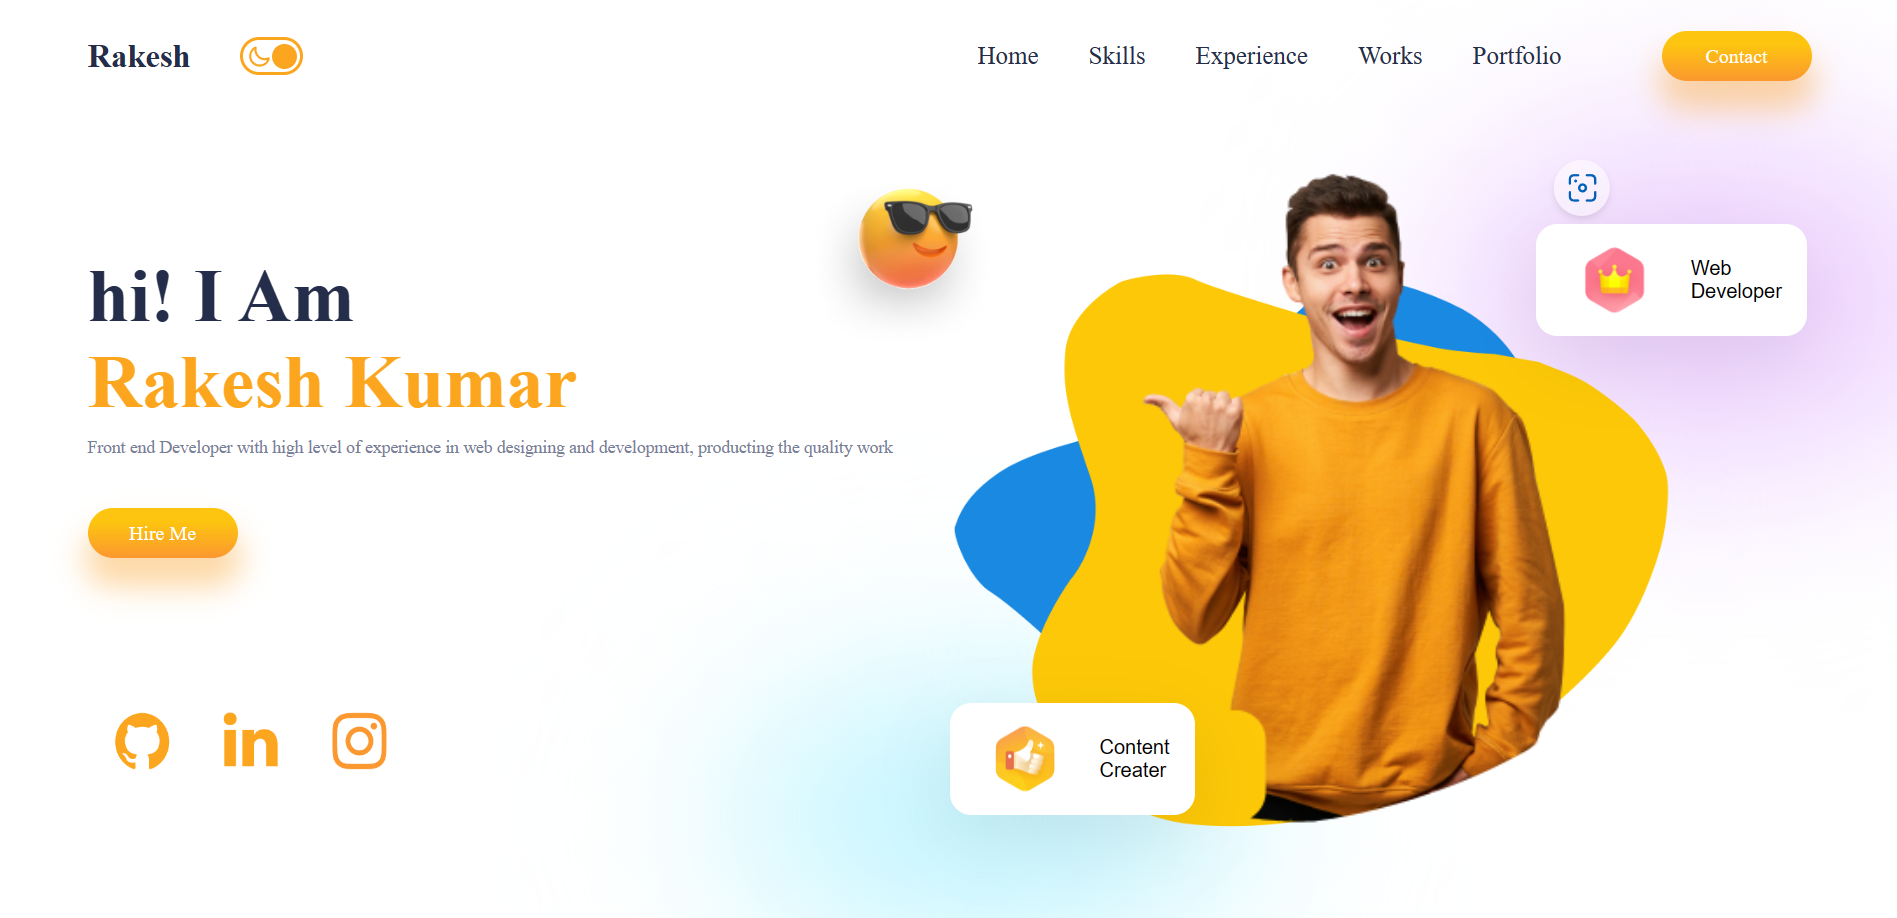 Rakesh
Home Skills Experience Works Portfolio Contact
hi! I Am
Rakesh Kumar
Front end Developer with high level of experience in web designing and development, producting the quality work
Hire Me
Web
Developer
Content
Creater